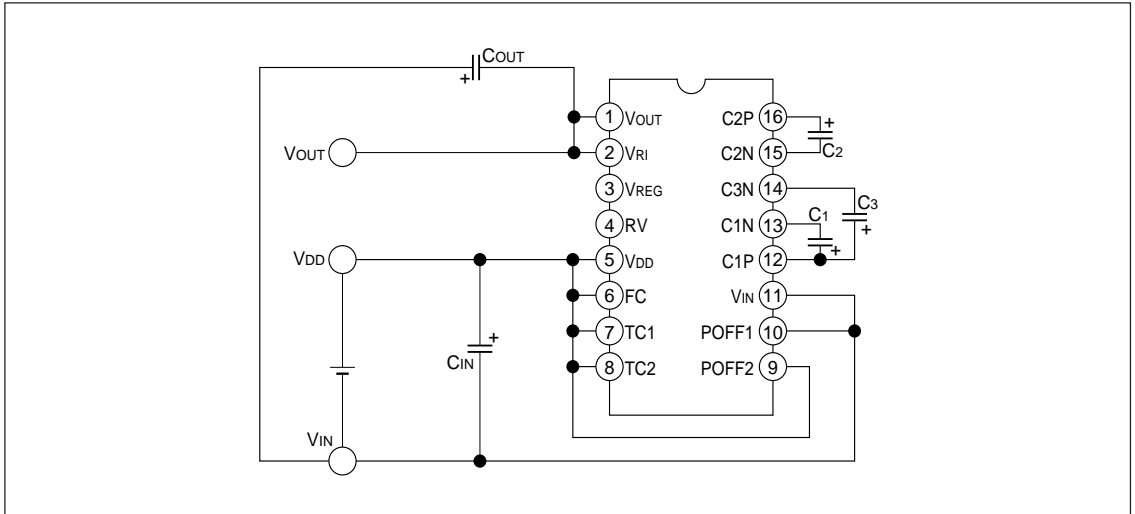 COUT
+
1 VOUT
2 VRI
3 VREG
4 RV
5 VDD
6 FC
7 TC1
8 TC2
C2P 16
C2N 15
C3N 14
C1N 13
C1P 12
VIN 11
POFF1 10
POFF2 9
+
C2
C3
+
C1
+
VOUT
VDD
+
CIN
VIN